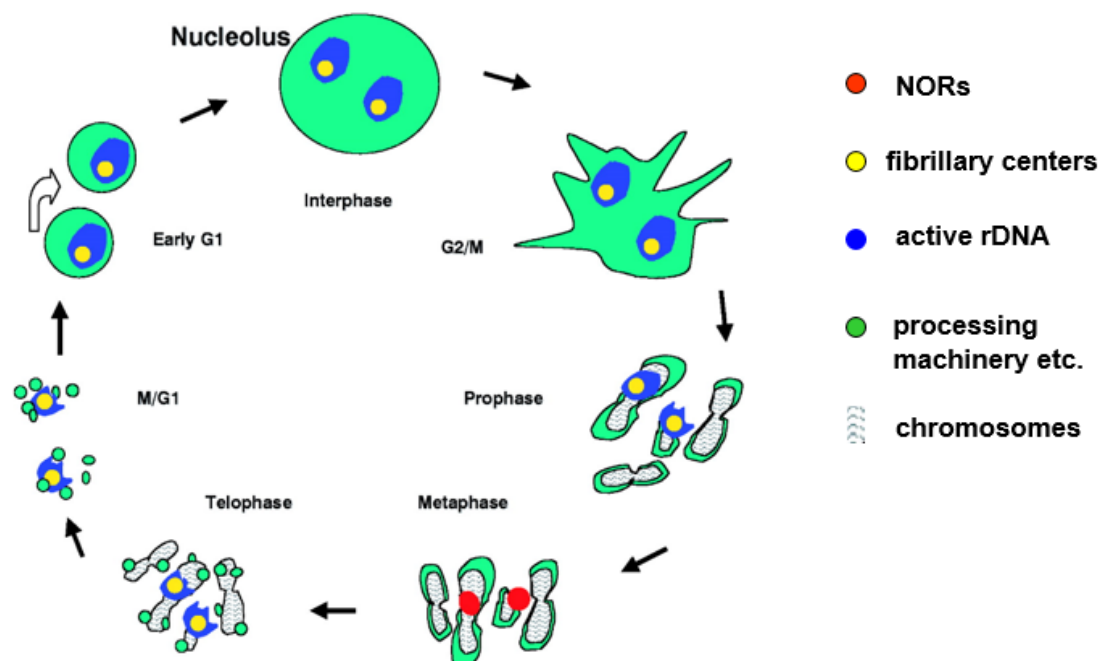 Nucleolus
Interphase
Early G1
G2/M
M/G1
Prophase
Telophase
Metaphase
NORs
fibrillary centers
active rDNA
processing
machinery etc.
chromosomes